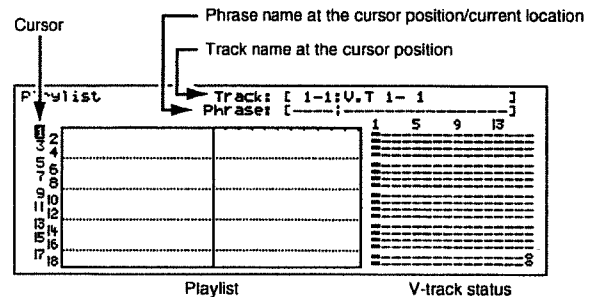 Phrase name at the cursor position/current location
Cursor
Track name at the cursor position
Playlist Track: [ 1-1:V.T 1- 1 ]
Phrase: [----:----------------]
1 5 9 13
1
2
3
4
5
6
7
8
9
10
11
12
13
14
15
16
17
18
8
Playlist V-track status